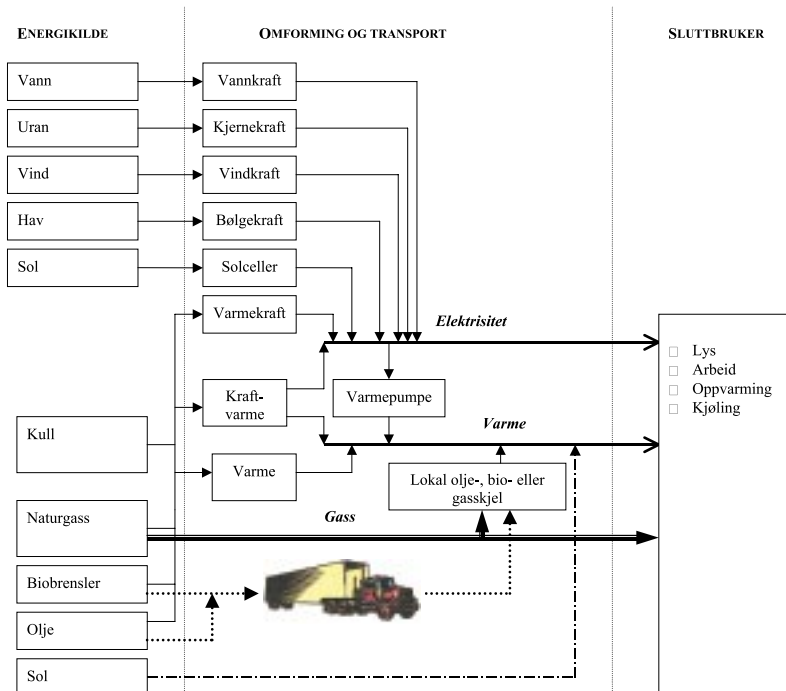 ENERGIKILDE
OMFORMING OG TRANSPORT
SLUTTBRUKER
Vann
Vannkraft
Uran
Kjernekraft
Vind
Vindkraft
Hav
Bølgekraft
Sol
Solceller
Varmekraft
Elektrisitet
Lys
Arbeid
Oppvarming
Kjøling
Kraft-
varme
Varmepumpe
Kull
Varme
Varme
Lokal olje-, bio- eller
gasskjel
Naturgass
Gass
Biobrensler
Olje
Sol